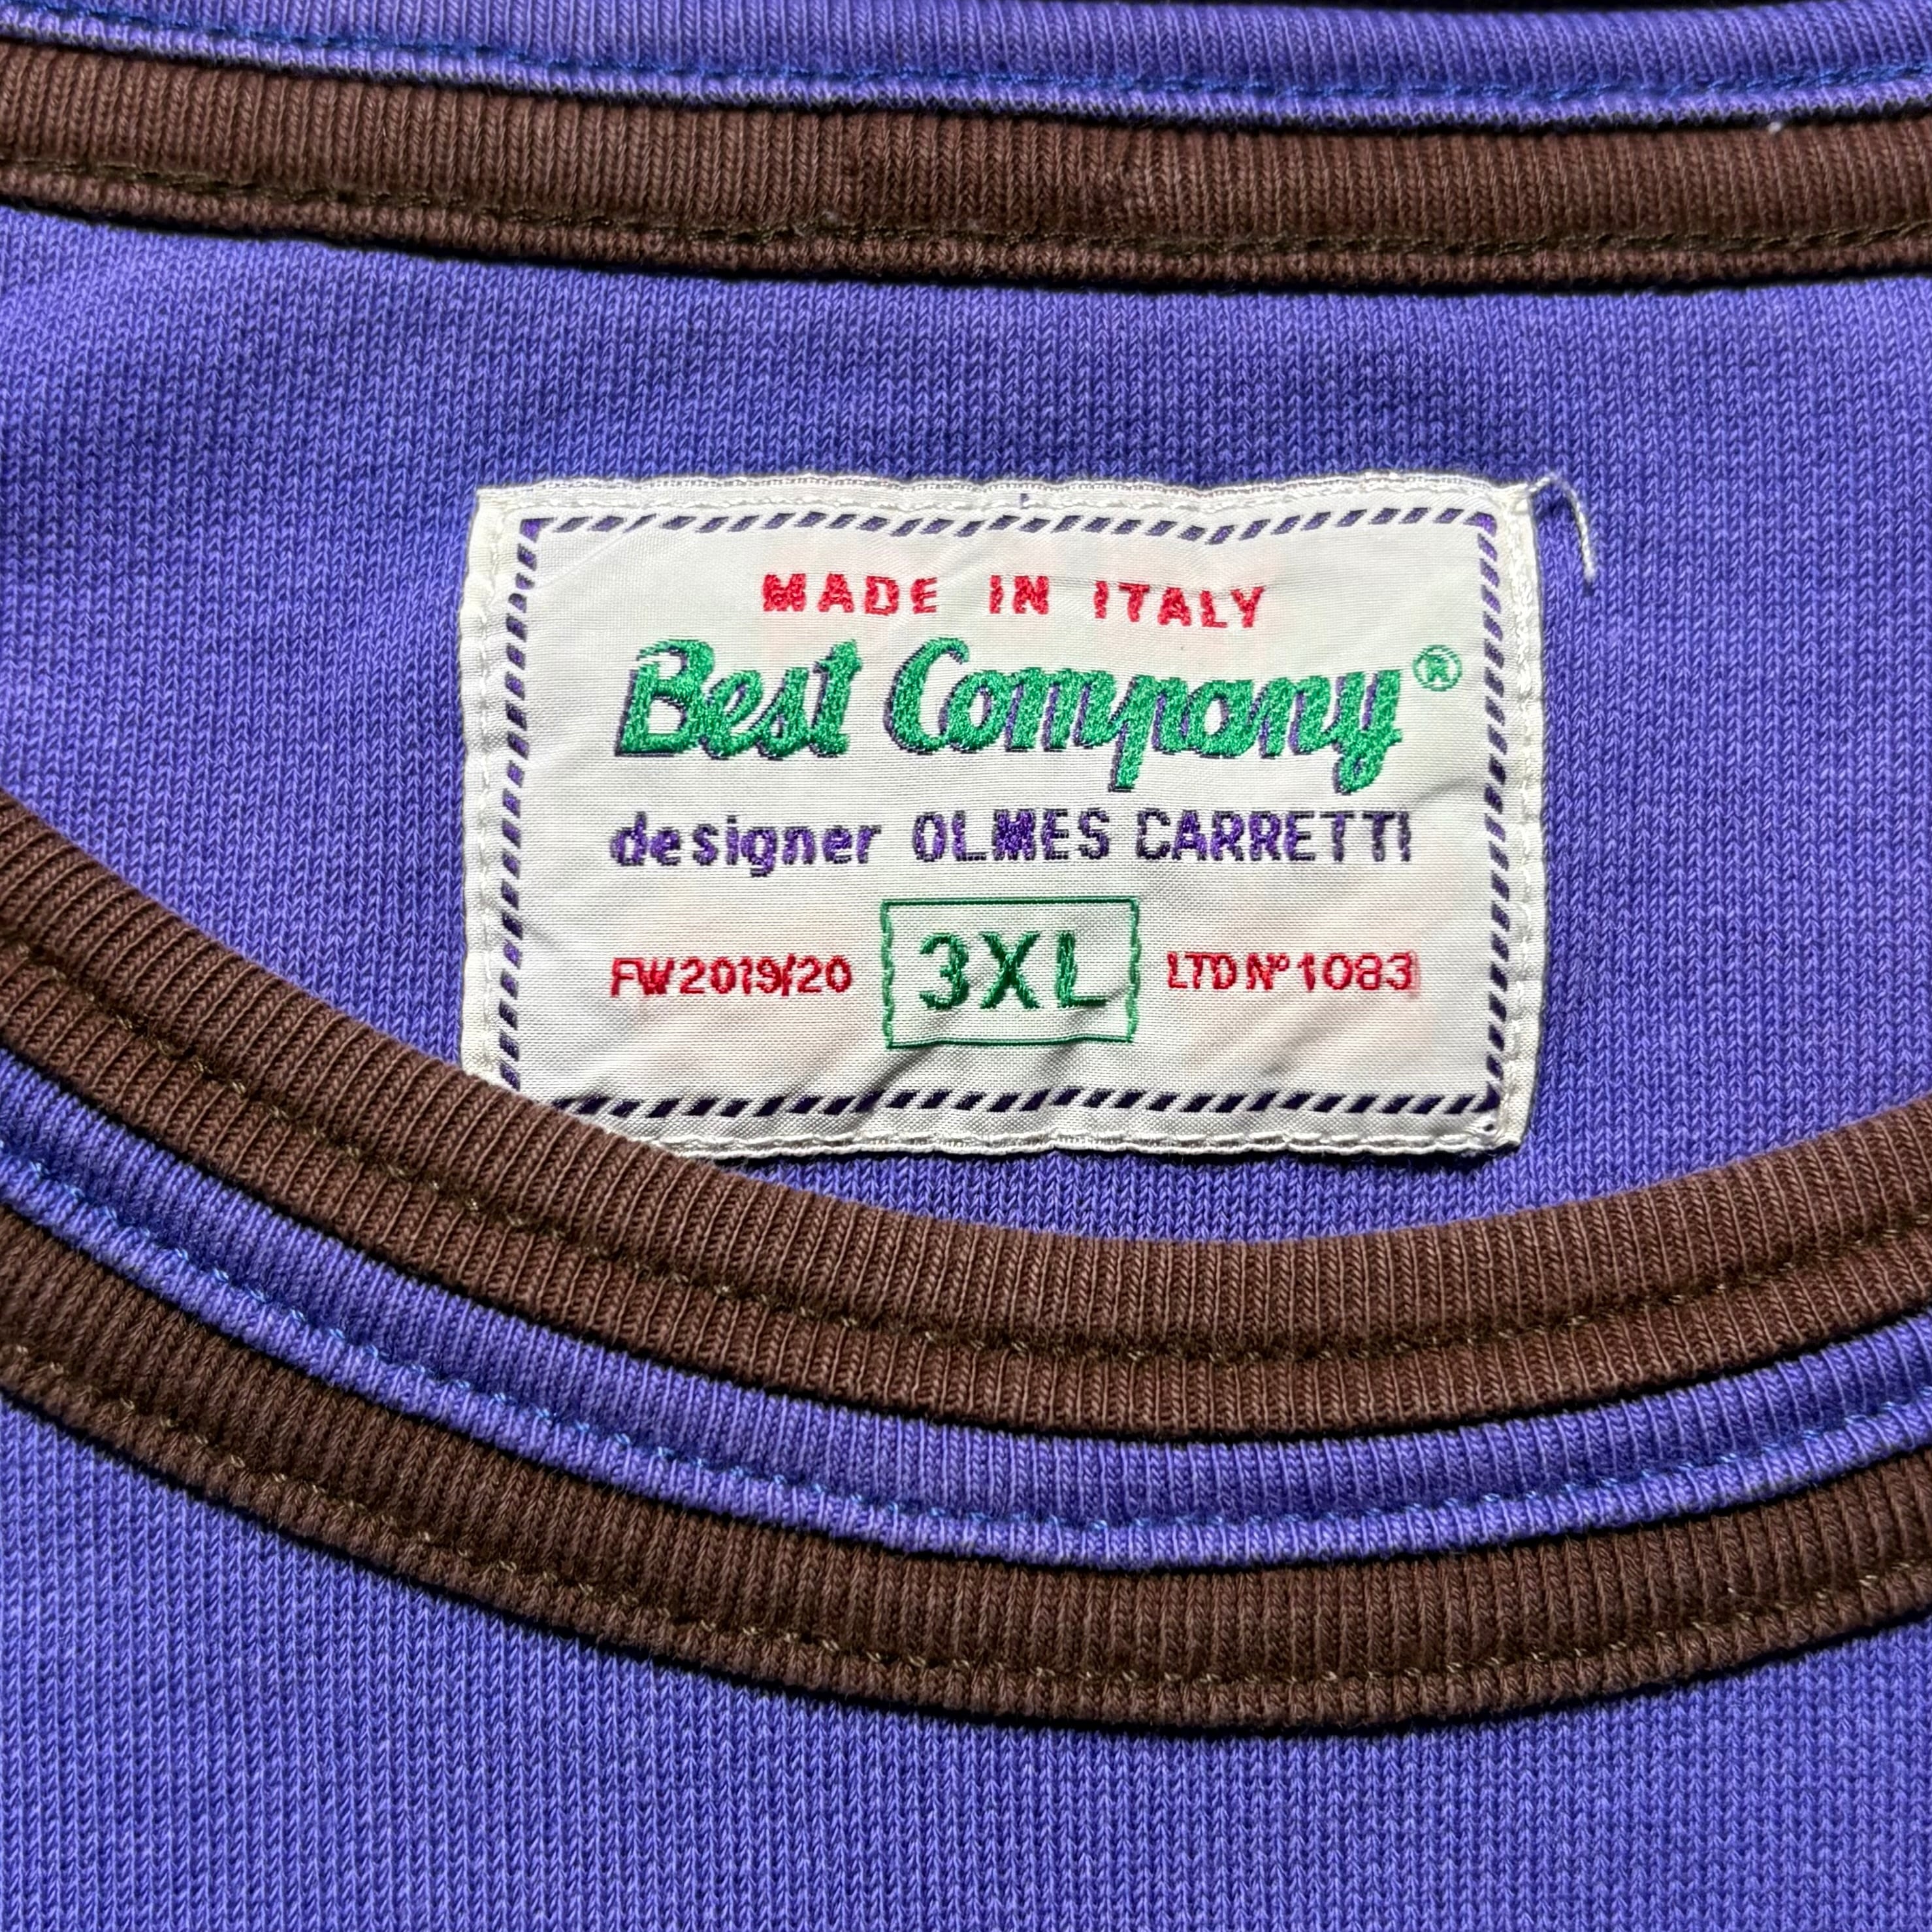 MADE IN ITALY
Best Company®
designer OLMES CARRETTI
FW2019/20 3XL LTD Nº1083